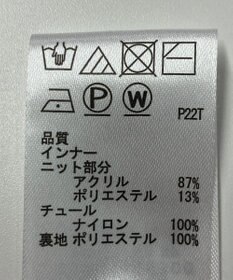 P22T
品質
インナー
ニット部分
アクリル 87%
ポリエステル 13%
チュール
ナイロン 100%
裏地 ポリエステル 100%